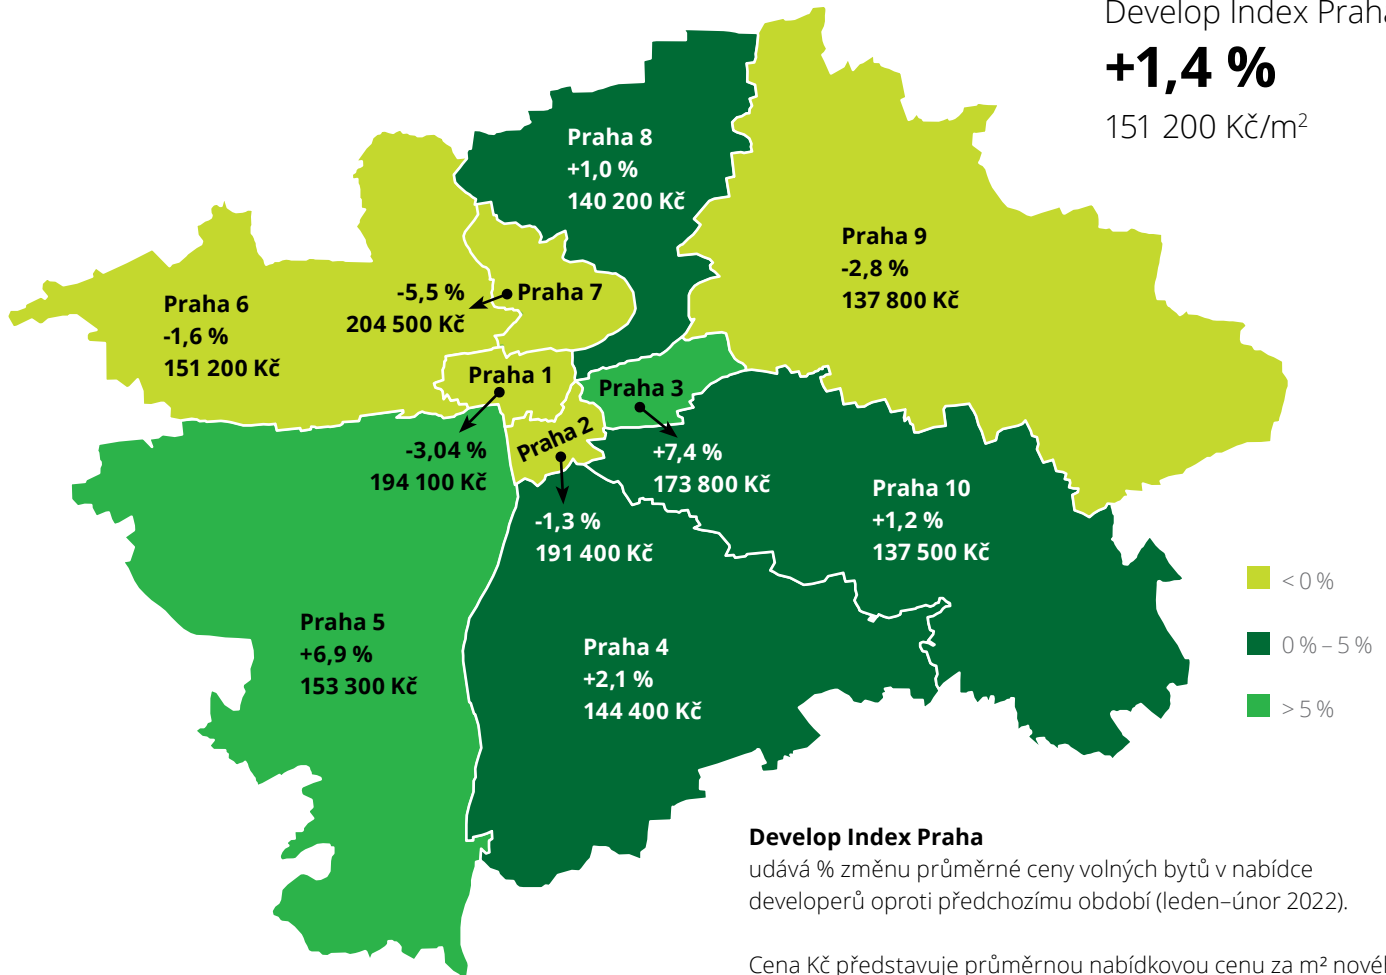 Develop Index Praha
+1,4 %
151 200 Kč/m²
Praha 8
+1,0 %
140 200 Kč
Praha 9
-2,8 %
137 800 Kč
Praha 6
-1,6 %
151 200 Kč
-5,5 %
204 500 Kč
Praha 7
Praha 1
-3,04 %
194 100 Kč
Praha 2
-1,3 %
191 400 Kč
Praha 3
+7,4 %
173 800 Kč
Praha 10
+1,2 %
137 500 Kč
Praha 5
+6,9 %
153 300 Kč
Praha 4
+2,1 %
144 400 Kč
< 0 %
0 % – 5 %
> 5 %
Develop Index Praha
udává % změnu průměrné ceny volných bytů v nabídce
developerů oproti předchozímu období (leden–únor 2022).
Cena Kč představuje průměrnou nabídkovou cenu za m²